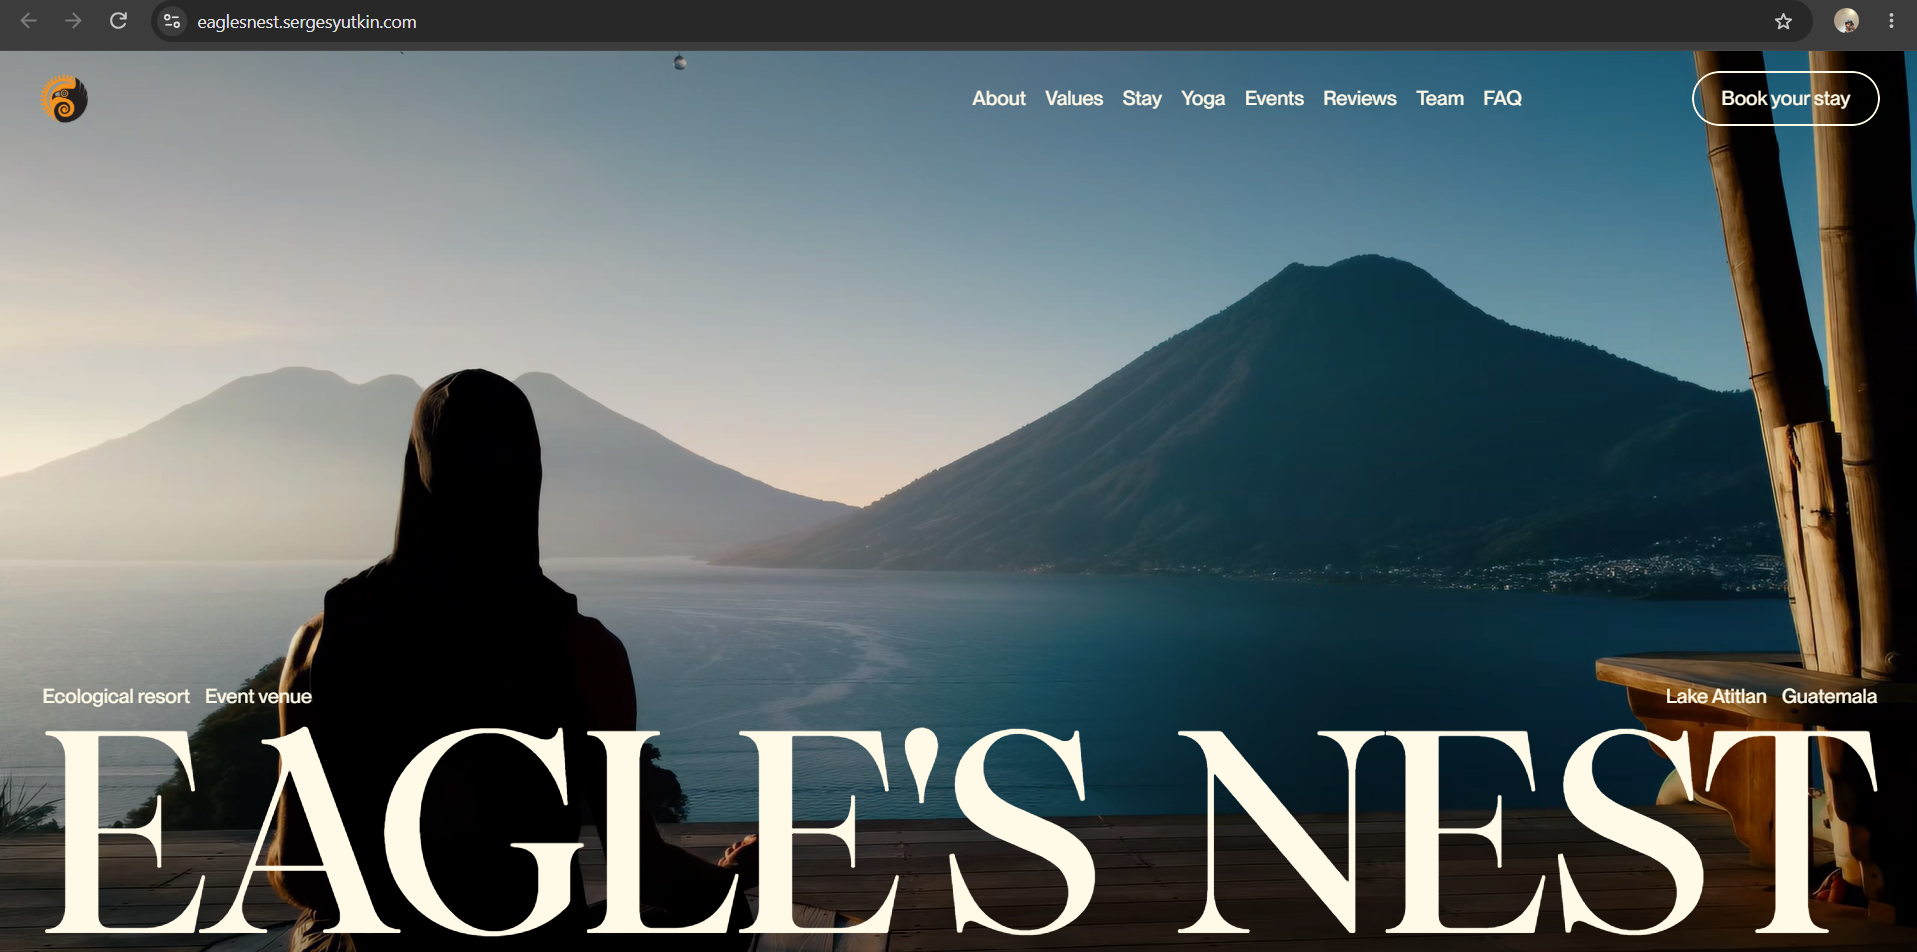 eaglesnest.sergesyutkin.com
About Values Stay Yoga Events Reviews Team FAQ
Book your stay
Ecological resort Event venue
Lake Atitlan Guatemala
EAGLE'S NEST